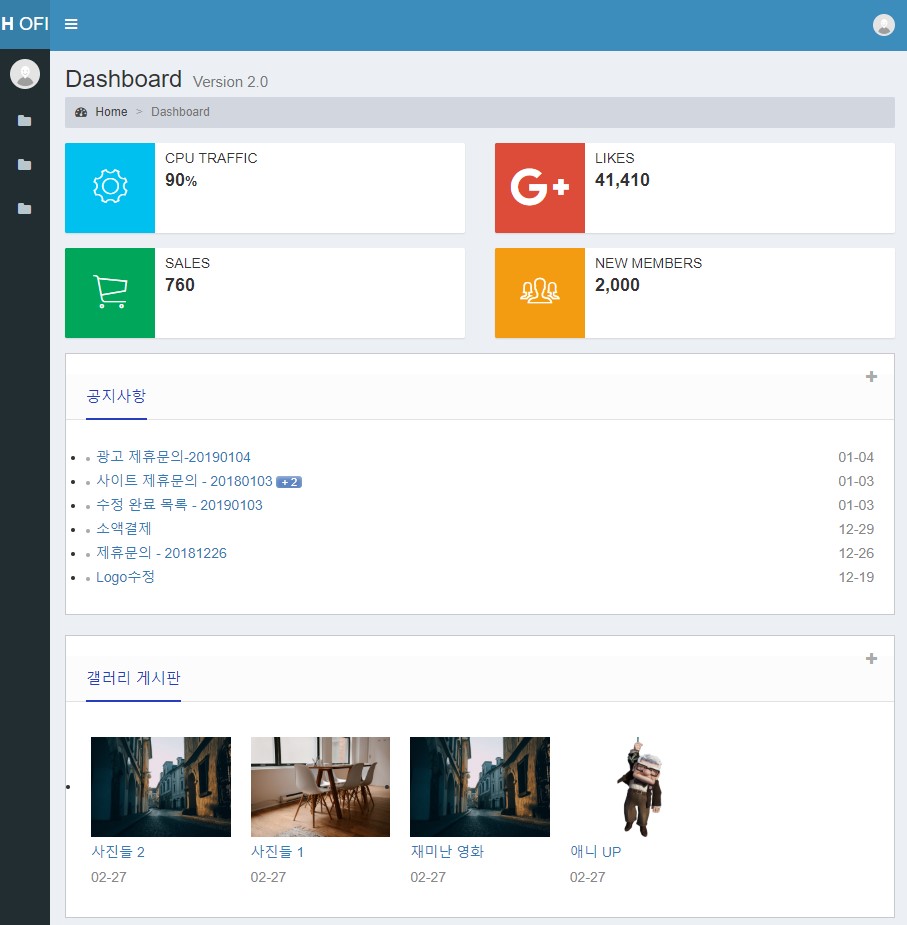 H OFI
Dashboard Version 2.0
Home > Dashboard
CPU TRAFFIC
90%
G+
LIKES
41,410
SALES
760
NEW MEMBERS
2,000
공지사항
광고 제휴문의-20190104 01-04
사이트 제휴문의 - 20180103 +2 01-03
수정 완료 목록 - 20190103 01-03
소액결제 12-29
제휴문의 - 20181226 12-26
Logo수정 12-19
갤러리 게시판
사진들 2
02-27
사진들 1
02-27
재미난 영화
02-27
애니 UP
02-27